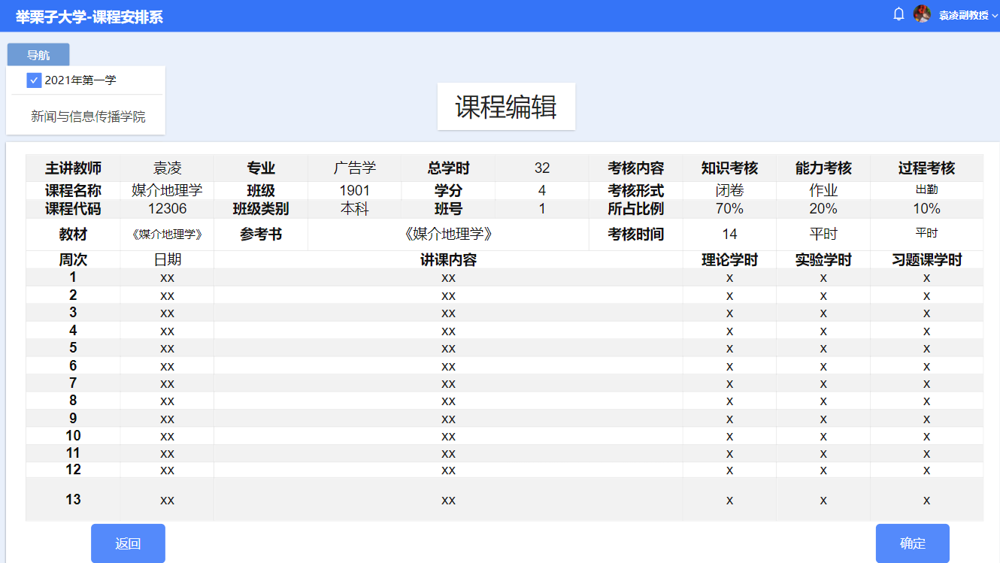 举栗子大学-课程安排系
袁凌副教授
导航
2021年第一学
新闻与信息传播学院
课程编辑
主讲教师 袁凌 专业 广告学 总学时 32 考核内容 知识考核 能力考核 过程考核
课程名称 媒介地理学 班级 1901 学分 4 考核形式 闭卷 作业 出勤
课程代码 12306 班级类别 本科 班号 1 所占比例 70% 20% 10%
教材 《媒介地理学》 参考书 《媒介地理学》 考核时间 14 平时 平时
周次 日期 讲课内容 理论学时 实验学时 习题课学时
1 xx xx x x x
2 xx xx x x x
3 xx xx x x x
4 xx xx x x x
5 xx xx x x x
6 xx xx x x x
7 xx xx x x x
8 xx xx x x x
9 xx xx x x x
10 xx xx x x x
11 xx xx x x x
12 xx xx x x x
13 xx xx x x x
返回 确定